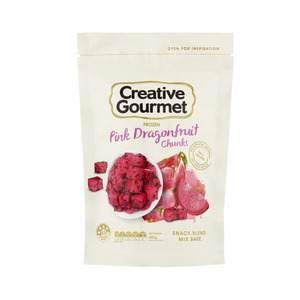 OPEN FOR INSPIRATION
Creative
Gourmet
FROZEN
Pink Dragonfruit
Chunks
SNACK. BLEND.
MIX. BAKE.